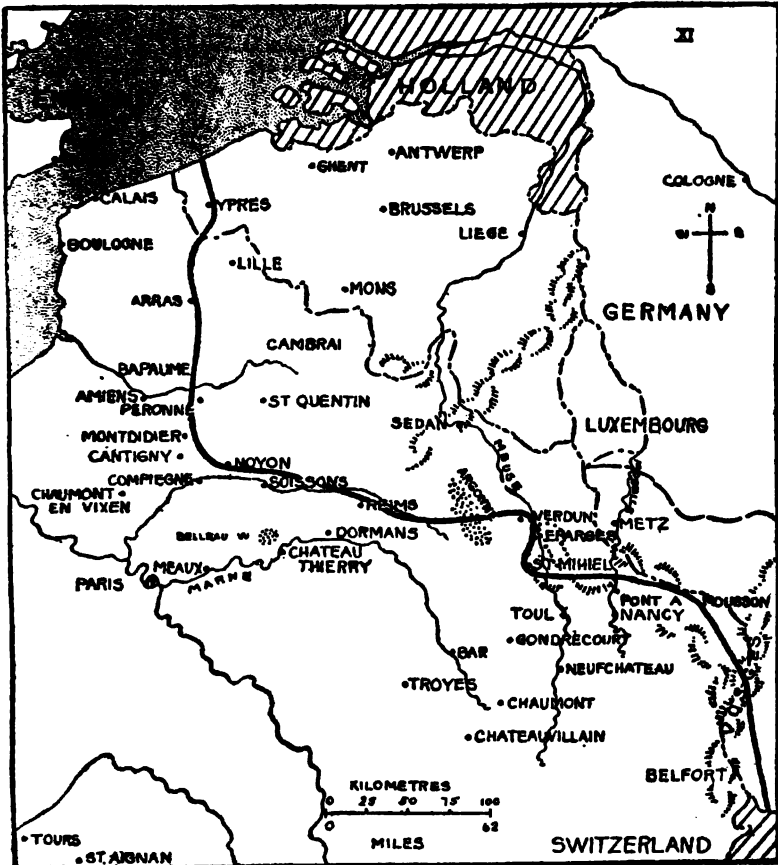 XI
HOLLAND
GHENT
ANTWERP
COLOGNE
CALAIS
YPRES
BRUSSELS
N
W S
S
BOULOGNE
LIEGE
LILLE
MONS
ARRAS
GERMANY
CAMBRAI
BAPAUME
AMIENS
PERONNE
ST QUENTIN
SEDAN
LUXEMBOURG
MONTDIDIER
CANTIGNY
MEUSE
NOYON
COMPIEGNE
SOISSONS
ARGONNE
CHAUMONT
EN VIXEN
REIMS
VERDUN
METZ
EPARGES
BELLEAU W
DORMANS
CHATEAU
THIERRY
ST. MIHIEL
MEAUX
MARNE
PARIS
PONT A MOUSSON
TOUL
NANCY
GONDRECOURT
BAR
NEUFCHATEAU
TROYES
CHAUMONT
CHATEAUVILLAIN
BELFORT
KILOMETRES
0 25 50 75 100
0 62
MILES
TOURS
ST. AIGNAN
SWITZERLAND